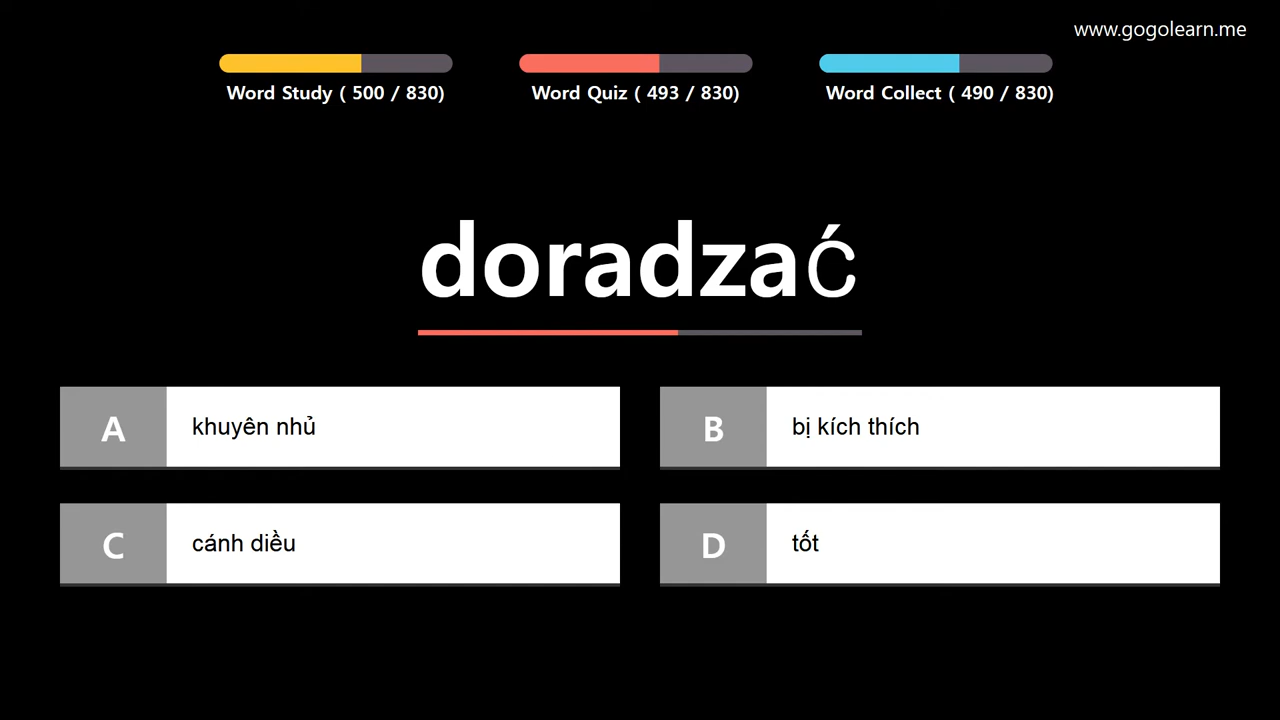 www.gogolearn.me
Word Study ( 500 / 830)
Word Quiz ( 493 / 830)
Word Collect ( 490 / 830)
doradzać
A khuyên nhủ
B bị kích thích
C cánh diều
D tốt